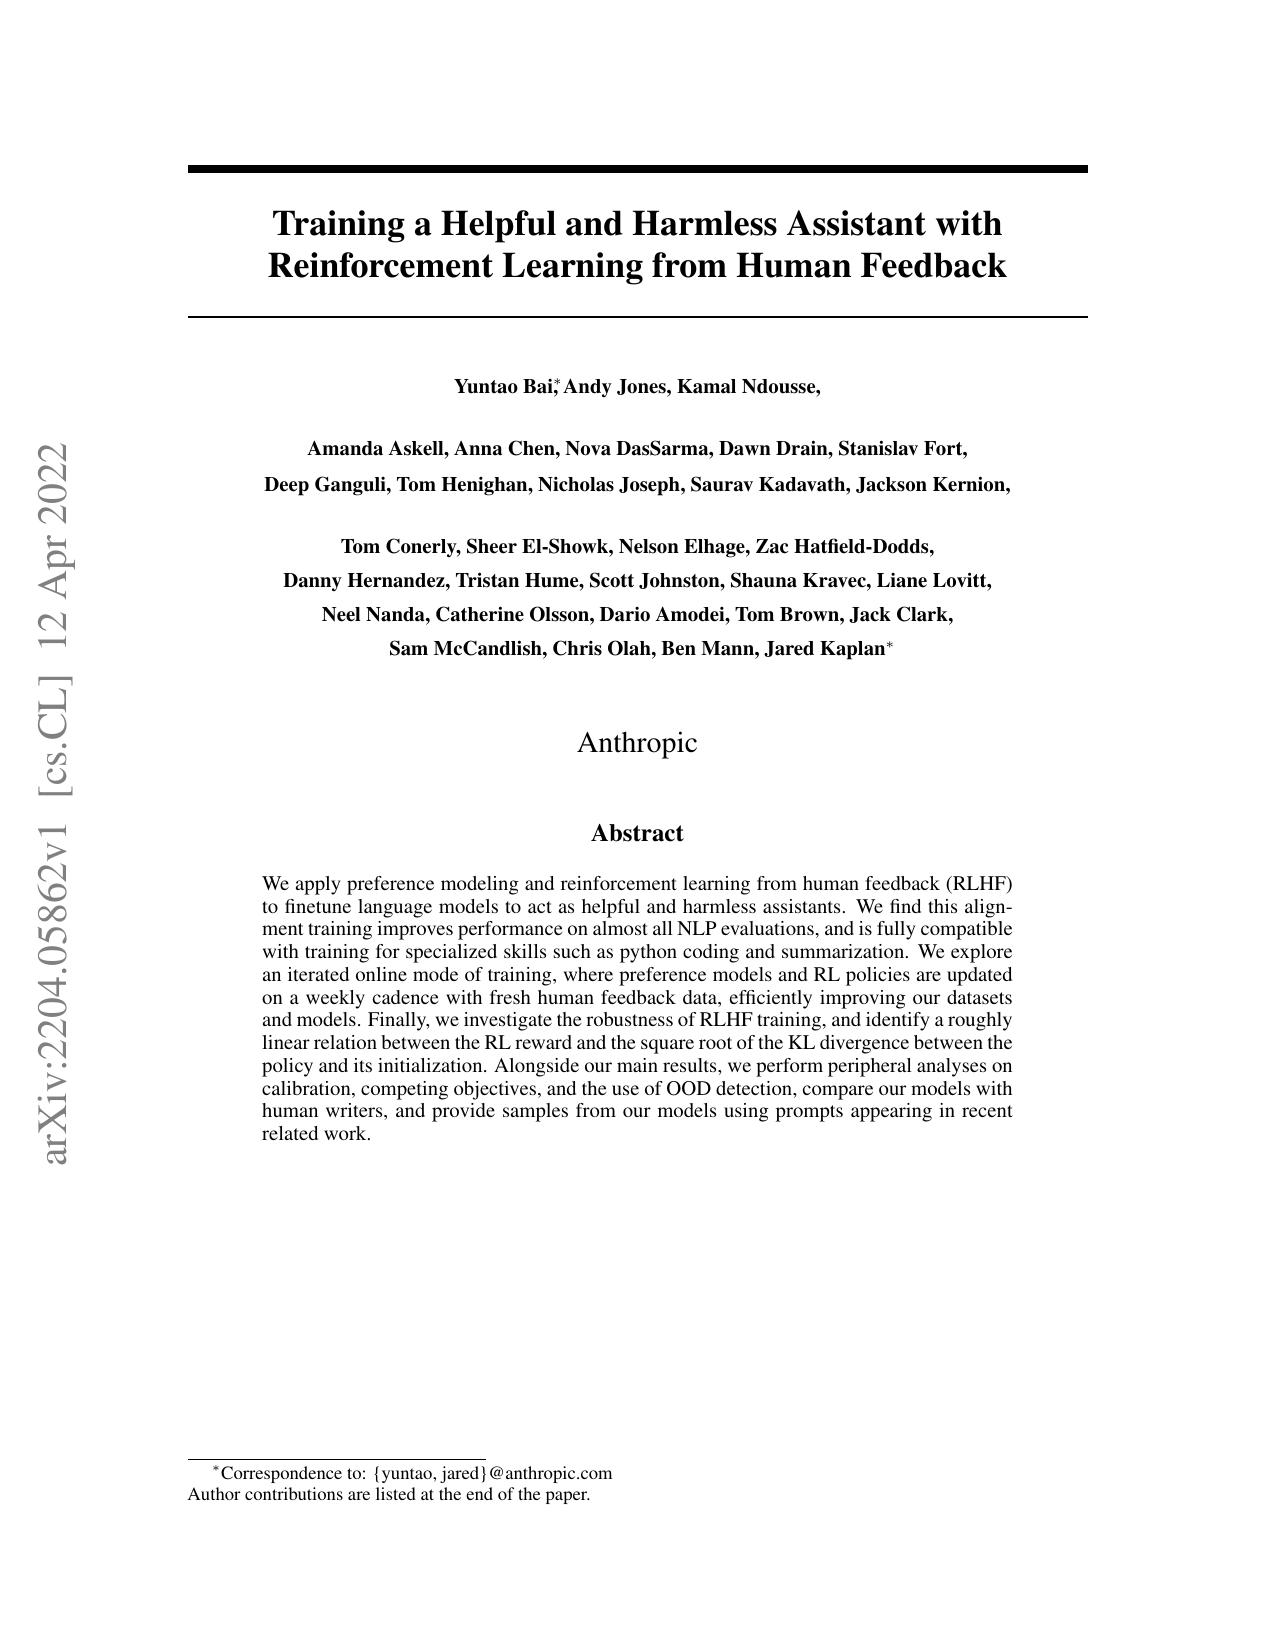 Training a Helpful and Harmless Assistant with
Reinforcement Learning from Human Feedback
Yuntao Bai,* Andy Jones, Kamal Ndousse,
Amanda Askell, Anna Chen, Nova DasSarma, Dawn Drain, Stanislav Fort,
Deep Ganguli, Tom Henighan, Nicholas Joseph, Saurav Kadavath, Jackson Kernion,
Tom Conerly, Sheer El-Showk, Nelson Elhage, Zac Hatfield-Dodds,
Danny Hernandez, Tristan Hume, Scott Johnston, Shauna Kravec, Liane Lovitt,
Neel Nanda, Catherine Olsson, Dario Amodei, Tom Brown, Jack Clark,
Sam McCandlish, Chris Olah, Ben Mann, Jared Kaplan*
Anthropic
Abstract
We apply preference modeling and reinforcement learning from human feedback (RLHF)
to finetune language models to act as helpful and harmless assistants. We find this align-
ment training improves performance on almost all NLP evaluations, and is fully compatible
with training for specialized skills such as python coding and summarization. We explore
an iterated online mode of training, where preference models and RL policies are updated
on a weekly cadence with fresh human feedback data, efficiently improving our datasets
and models. Finally, we investigate the robustness of RLHF training, and identify a roughly
linear relation between the RL reward and the square root of the KL divergence between the
policy and its initialization. Alongside our main results, we perform peripheral analyses on
calibration, competing objectives, and the use of OOD detection, compare our models with
human writers, and provide samples from our models using prompts appearing in recent
related work.
*Correspondence to: {yuntao, jared}@anthropic.com
Author contributions are listed at the end of the paper.
arXiv:2204.05862v1 [cs.CL] 12 Apr 2022